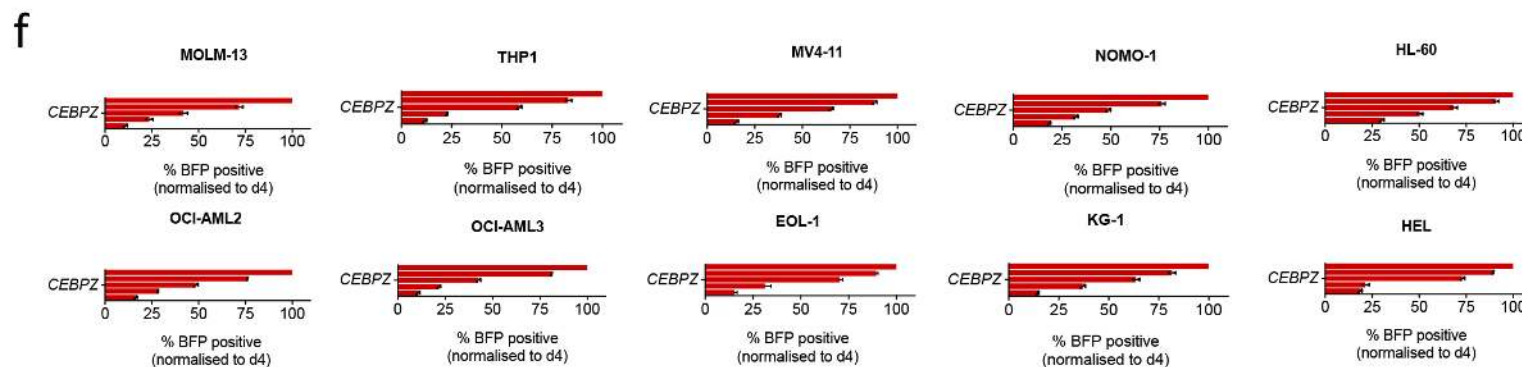 f
MOLM-13
CEBPZ
0 25 50 75 100
% BFP positive
(normalised to d4)
THP1
CEBPZ
0 25 50 75 100
% BFP positive
(normalised to d4)
MV4-11
CEBPZ
0 25 50 75 100
% BFP positive
(normalised to d4)
NOMO-1
CEBPZ
0 25 50 75 100
% BFP positive
(normalised to d4)
HL-60
CEBPZ
0 25 50 75 100
% BFP positive
(normalised to d4)
OCI-AML2
CEBPZ
0 25 50 75 100
% BFP positive
(normalised to d4)
OCI-AML3
CEBPZ
0 25 50 75 100
% BFP positive
(normalised to d4)
EOL-1
CEBPZ
0 25 50 75 100
% BFP positive
(normalised to d4)
KG-1
CEBPZ
0 25 50 75 100
% BFP positive
(normalised to d4)
HEL
CEBPZ
0 25 50 75 100
% BFP positive
(normalised to d4)